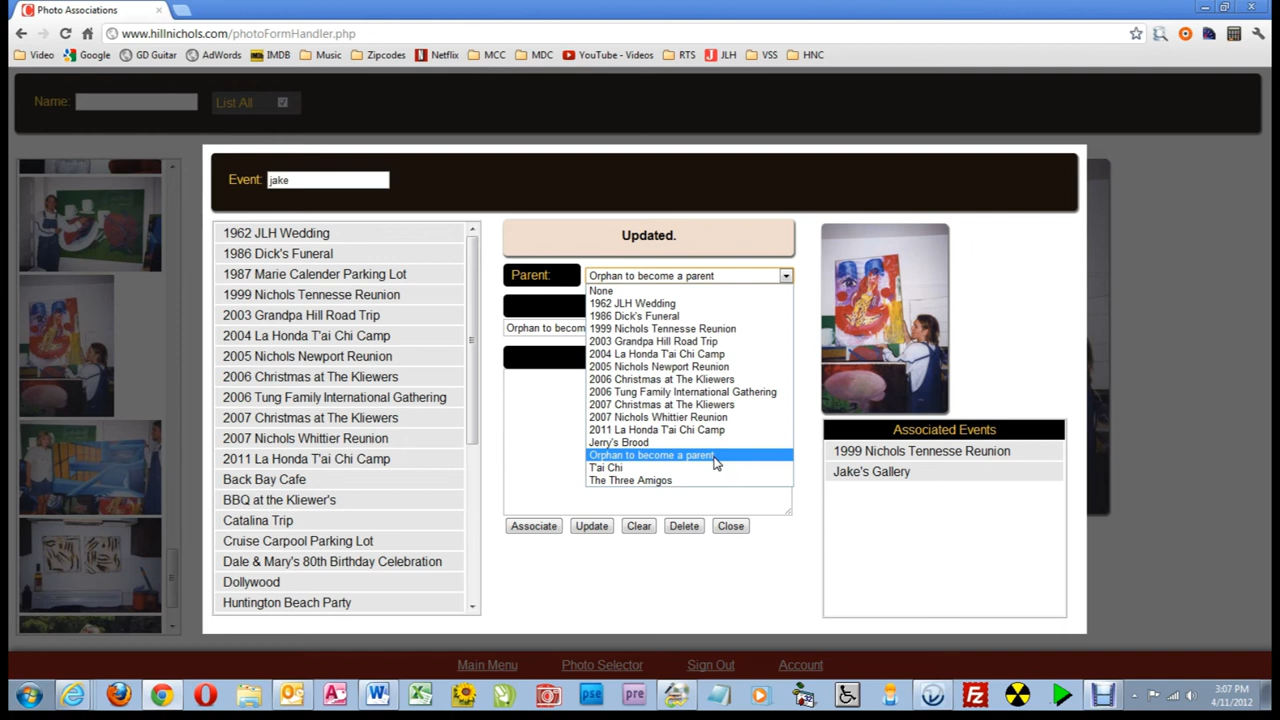 Photo Associations
www.hillnichols.com/photoFormHandler.php
Video Google GD Guitar AdWords IMDB Music Zipcodes Netflix MCC MDC YouTube - Videos RTS JLH VSS HNC
Name: List All
Event: jake
1962 JLH Wedding
1986 Dick's Funeral
1987 Marie Calender Parking Lot
1999 Nichols Tennesse Reunion
2003 Grandpa Hill Road Trip
2004 La Honda T'ai Chi Camp
2005 Nichols Newport Reunion
2006 Christmas at The Kliewers
2006 Tung Family International Gathering
2007 Christmas at The Kliewers
2007 Nichols Whittier Reunion
2011 La Honda T'ai Chi Camp
Back Bay Cafe
BBQ at the Kliewer's
Catalina Trip
Cruise Carpool Parking Lot
Dale & Mary's 80th Birthday Celebration
Dollywood
Huntington Beach Party
Updated.
Parent: Orphan to become a parent
Orphan to becom
None
1962 JLH Wedding
1986 Dick's Funeral
1999 Nichols Tennesse Reunion
2003 Grandpa Hill Road Trip
2004 La Honda T'ai Chi Camp
2005 Nichols Newport Reunion
2006 Christmas at The Kliewers
2006 Tung Family International Gathering
2007 Christmas at The Kliewers
2007 Nichols Whittier Reunion
2011 La Honda T'ai Chi Camp
Jerry's Brood
Orphan to become a parent
T'ai Chi
The Three Amigos
Associate Update Clear Delete Close
Associated Events
1999 Nichols Tennesse Reunion
Jake's Gallery
Main Menu Photo Selector Sign Out Account
pse pre
3:07 PM
4/11/2012